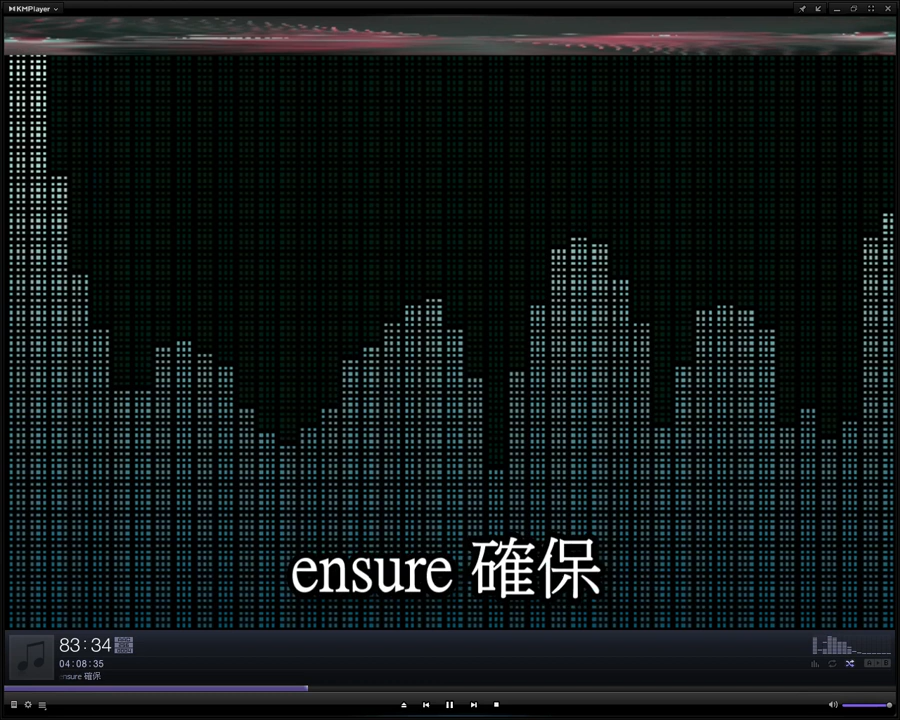 KMPlayer
ensure 確保
83:34
04:08:35
ensure 確保